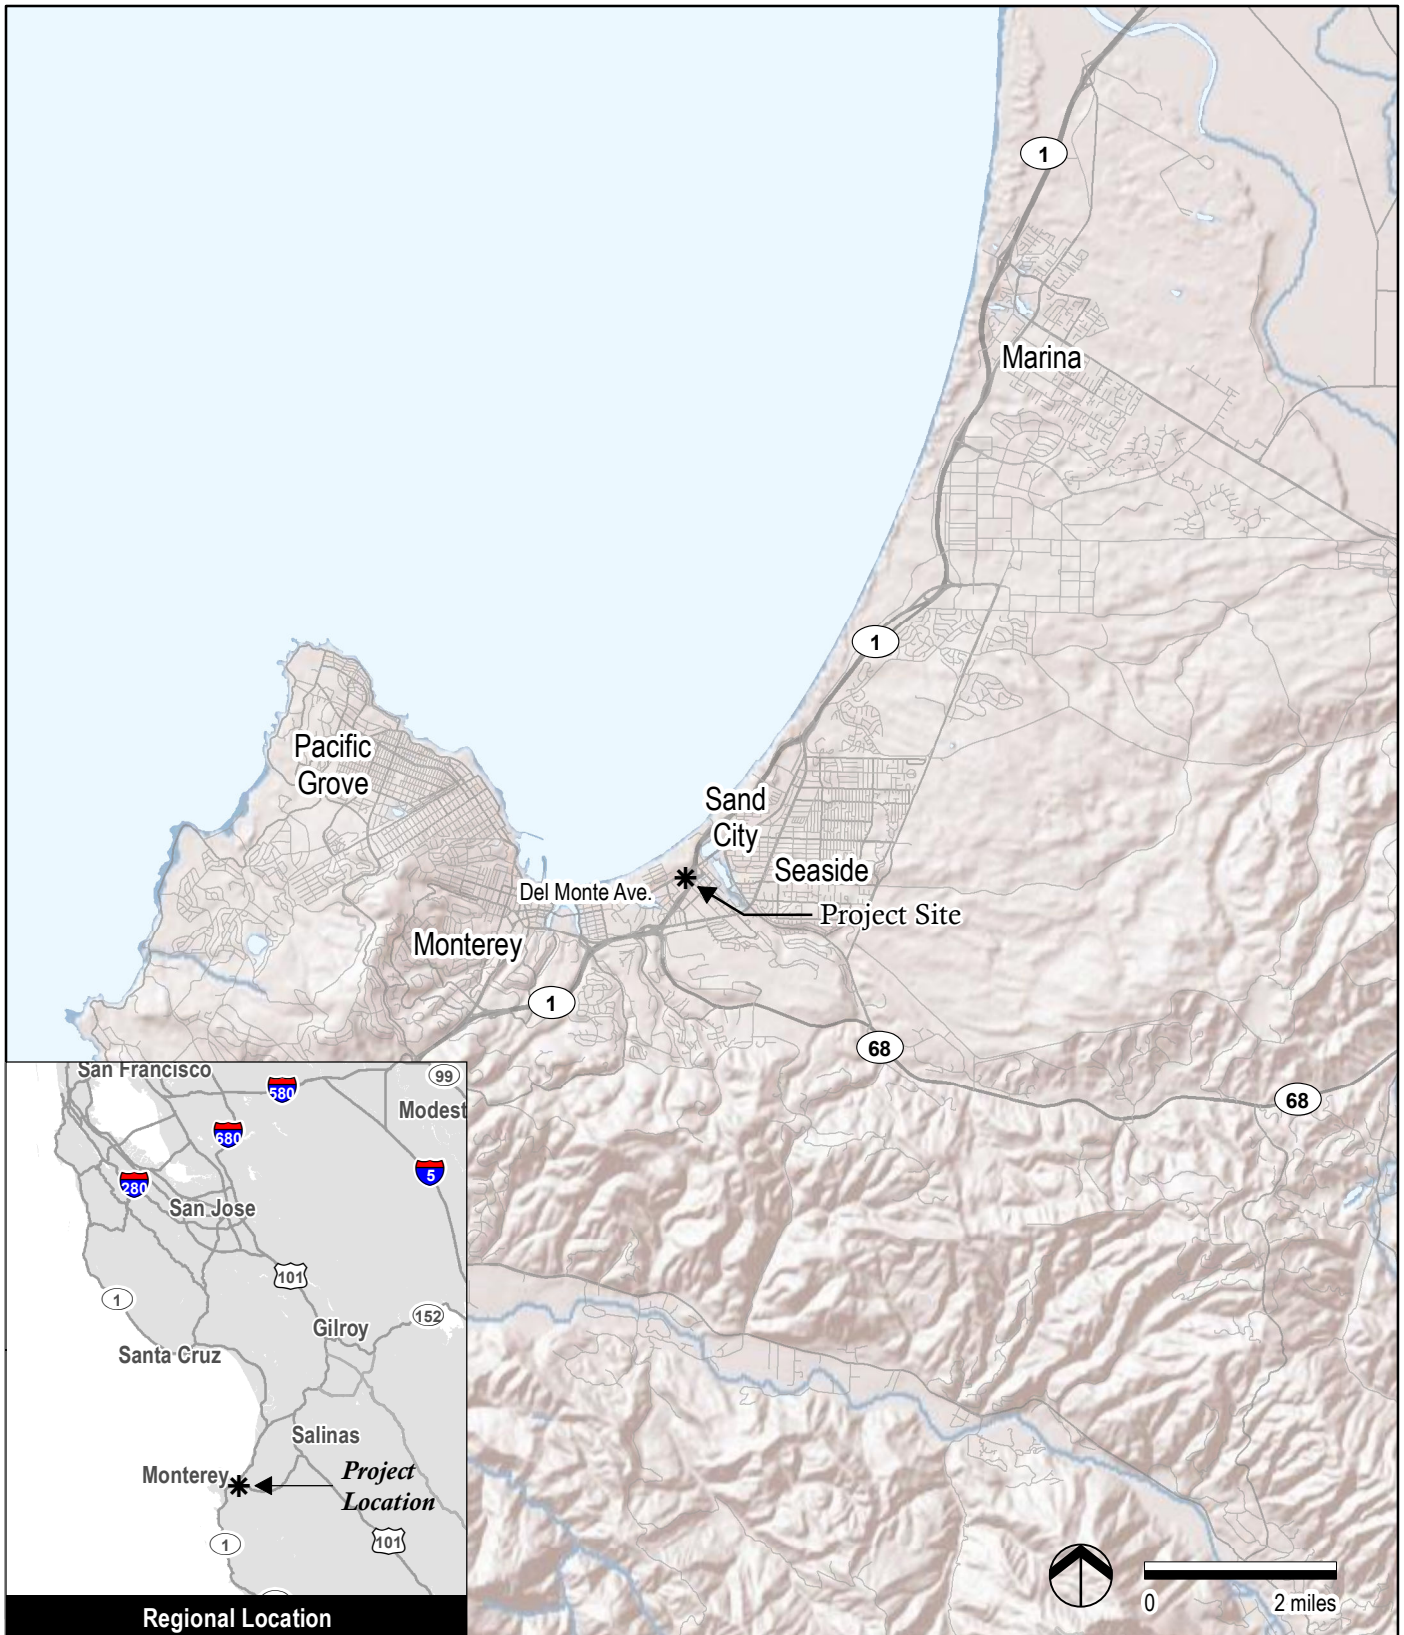 1
Marina
1
Pacific
Grove
Sand
City
Seaside
Del Monte Ave.
Project Site
Monterey
1
68
68
San Francisco
99
580
Modest
680
5
280
San Jose
101
1
152
Gilroy
Santa Cruz
Salinas
Monterey
Project
Location
1
101
0
2 miles
Regional Location